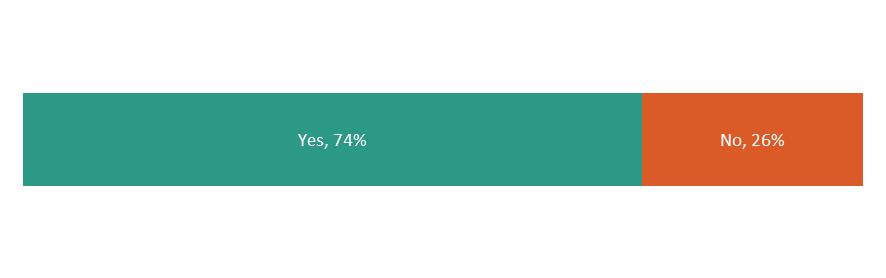 Yes, 74%
No, 26%